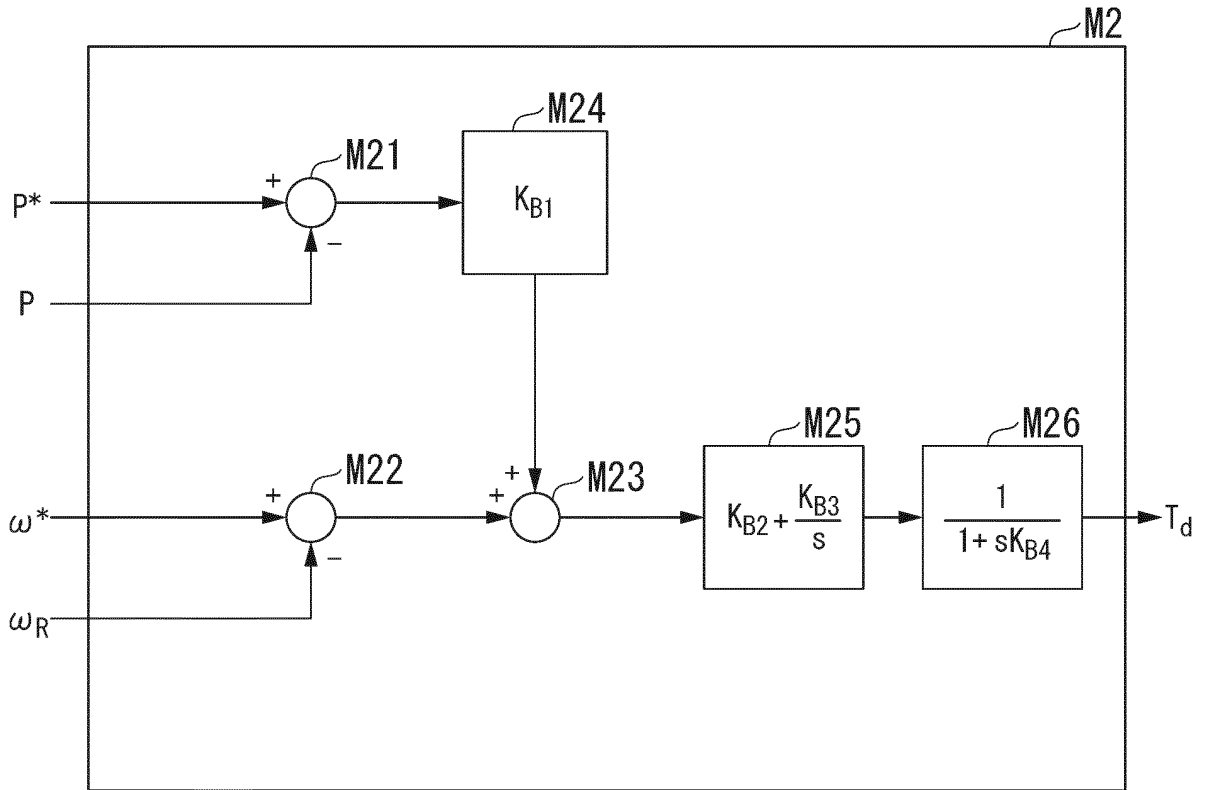 M2
M24
M21
+
P*
K_B1
−
P
M25
M26
M22
+
M23
+
+
ω*
K_B2 + K_B3/s
1/(1+sK_B4)
T_d
−
ω_R